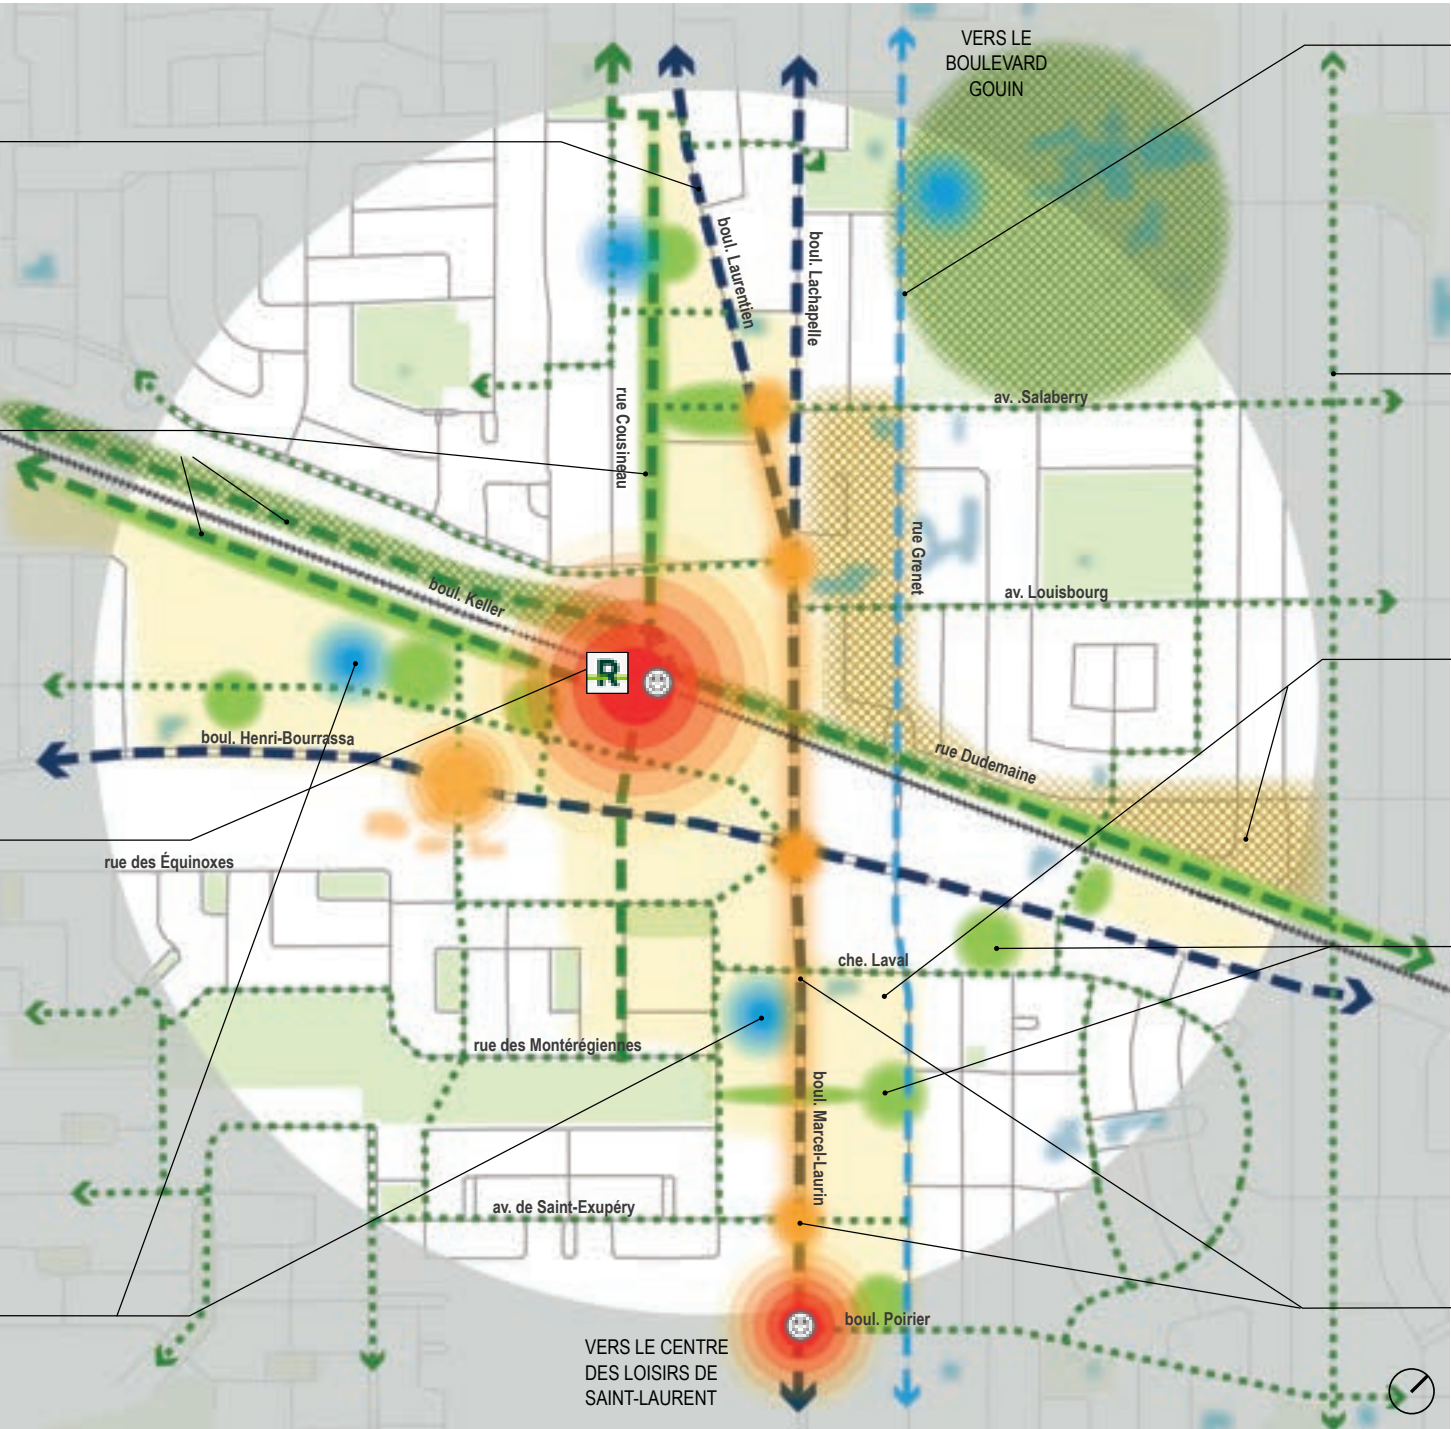 VERS LE
BOULEVARD
GOUIN
boul. Laurentien
boul. Lachapelle
rue Cousineau
av. .Salaberry
rue Grenet
boul. Keller
av. Louisbourg
R
boul. Henri-Bourrassa
rue Dudemaine
rue des Équinoxes
che. Laval
rue des Montérégiennes
boul. Marcel-Laurin
av. de Saint-Exupéry
boul. Poirier
VERS LE CENTRE
DES LOISIRS DE
SAINT-LAURENT